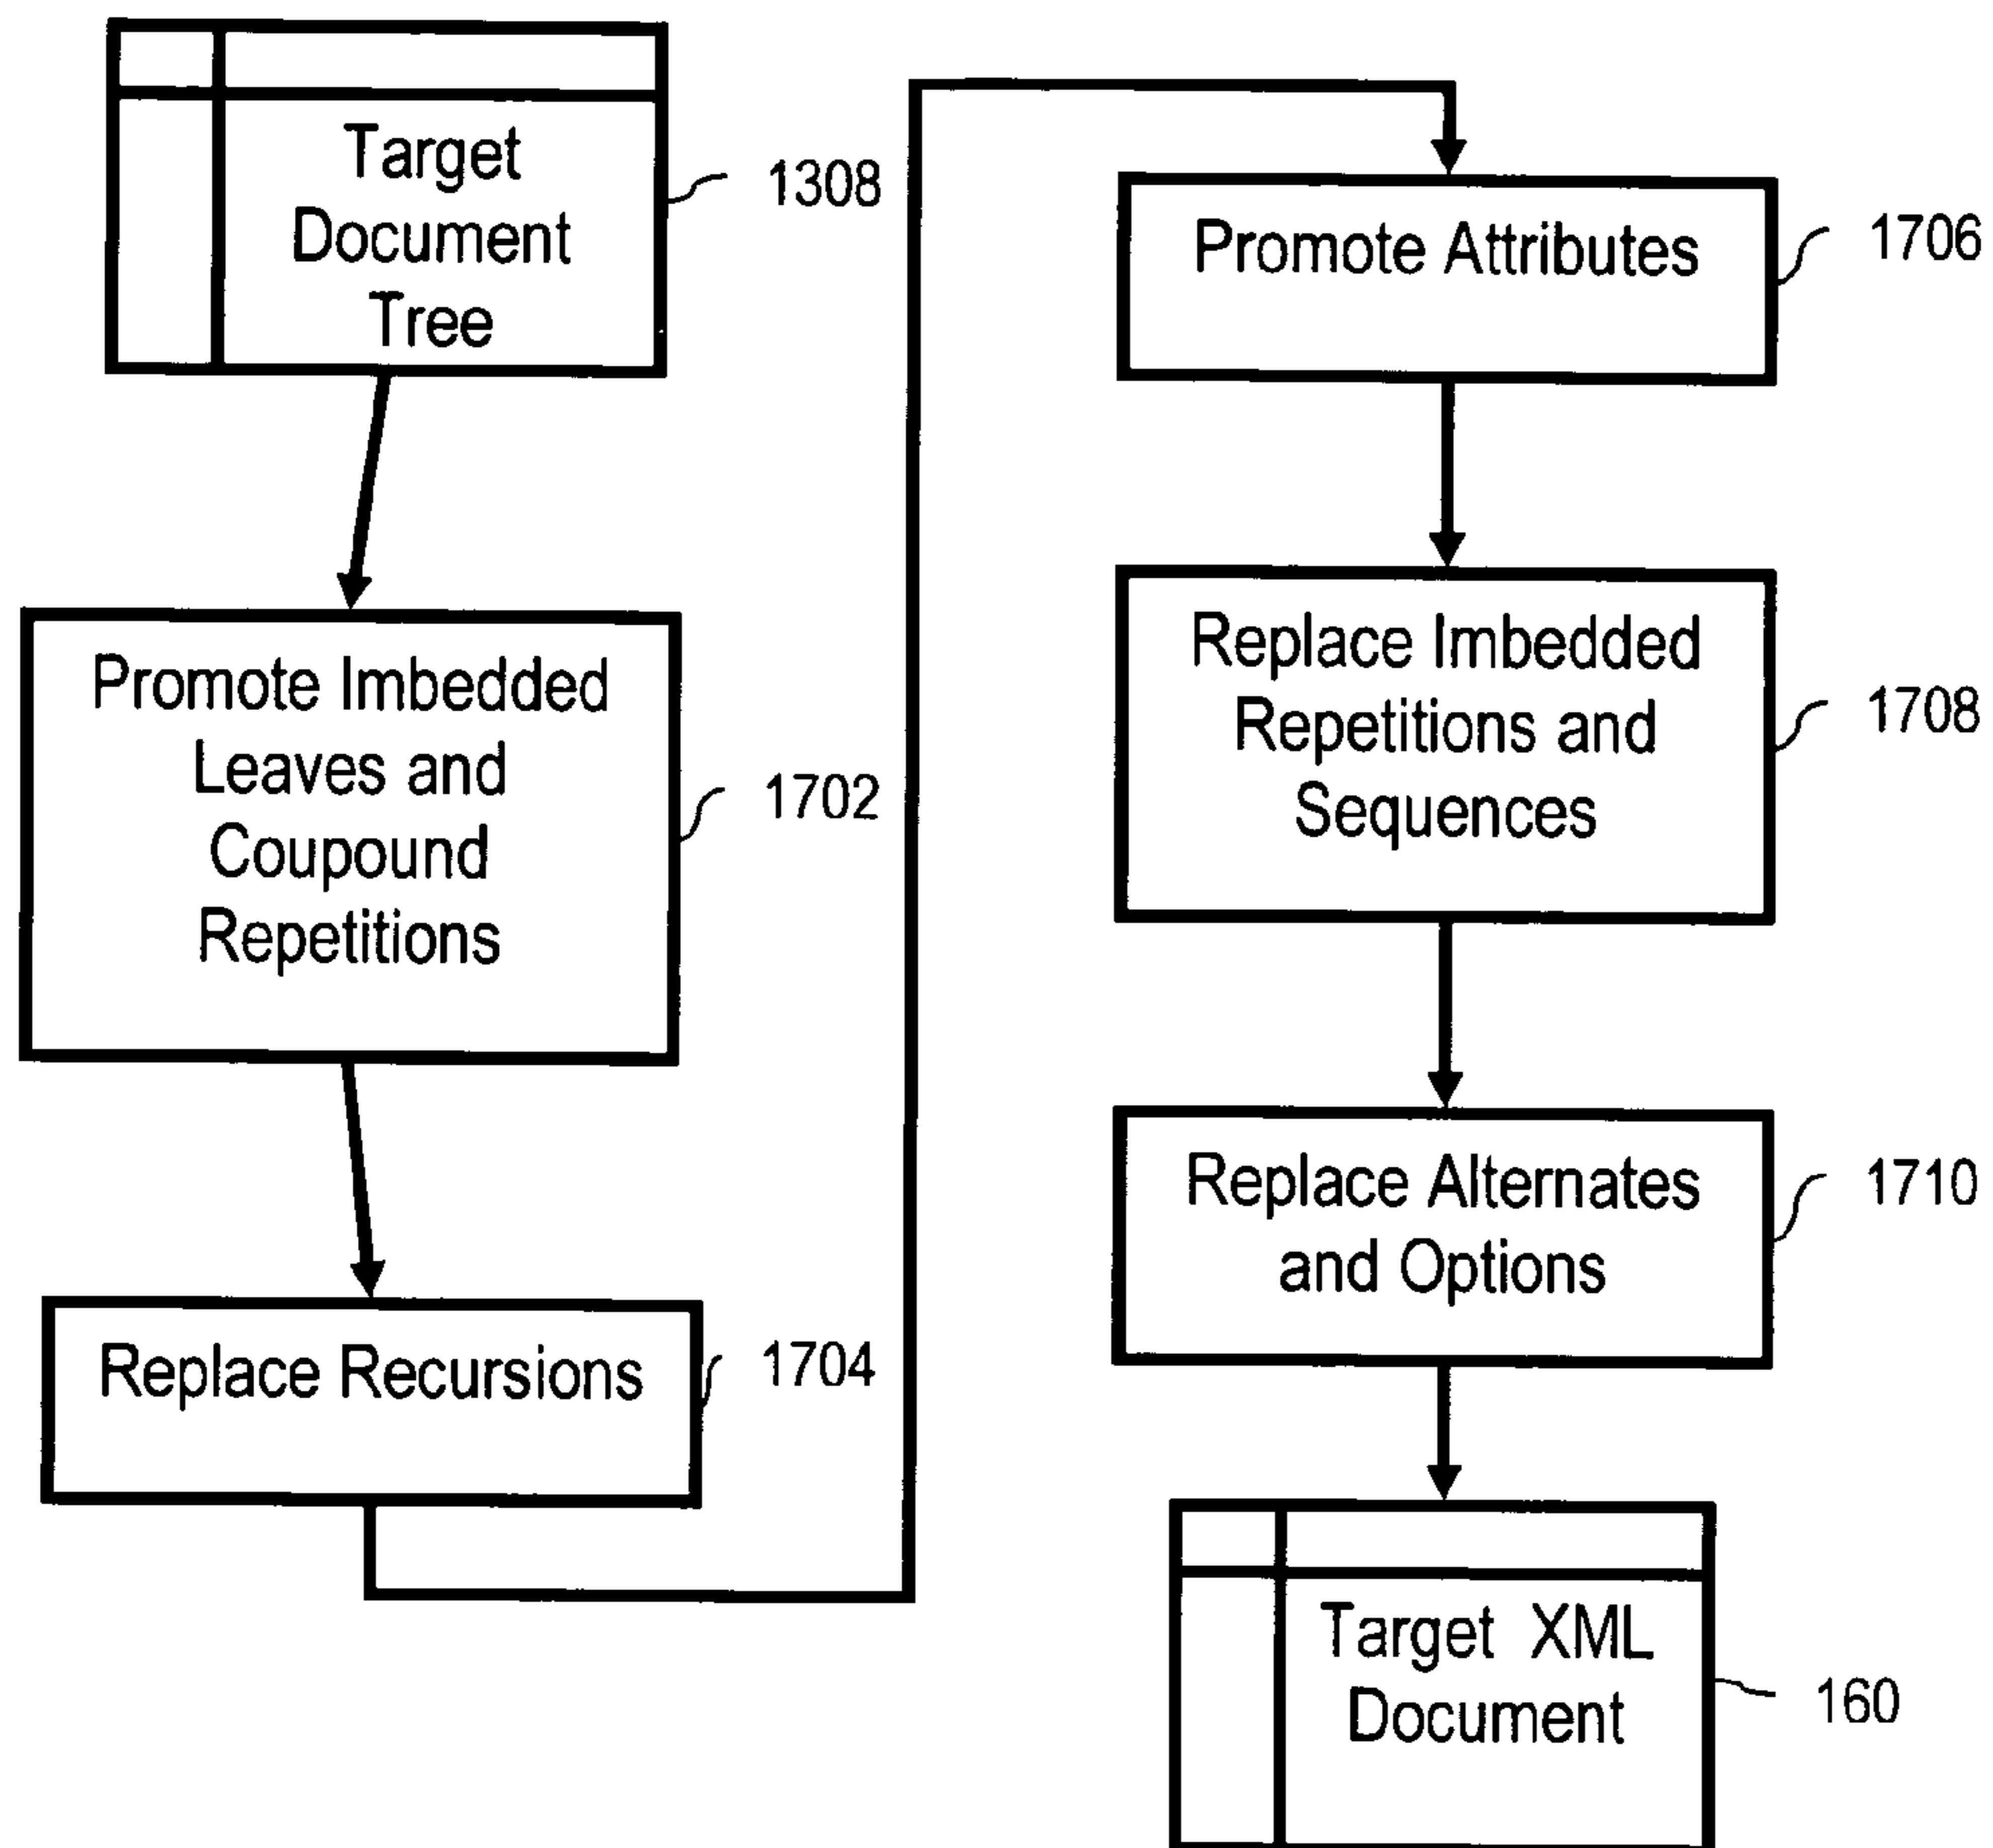 Target
Document
Tree
1308
Promote Imbedded
Leaves and
Coupound
Repetitions
1702
Replace Recursions
1704
Promote Attributes
1706
Replace Imbedded
Repetitions and
Sequences
1708
Replace Alternates
and Options
1710
Target XML
Document
160